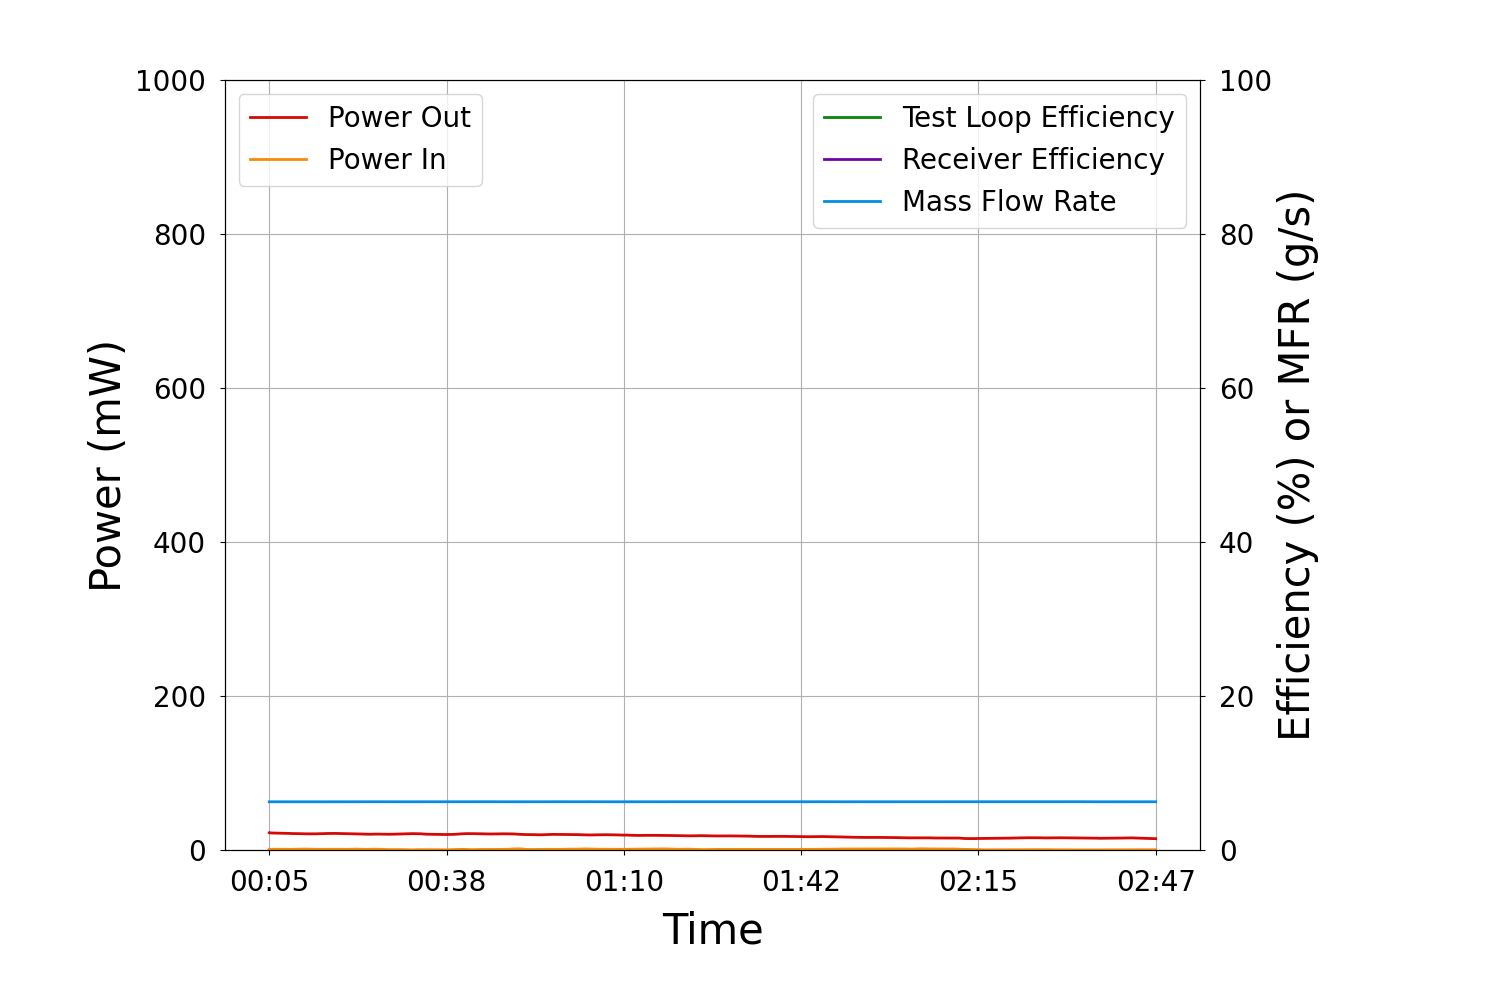 Power (mW)
1000
800
600
400
200
0
Power Out
Power In
Test Loop Efficiency
Receiver Efficiency
Mass Flow Rate
100
80
60
40
20
0
Efficiency (%) or MFR (g/s)
00:05 00:38 01:10 01:42 02:15 02:47
Time